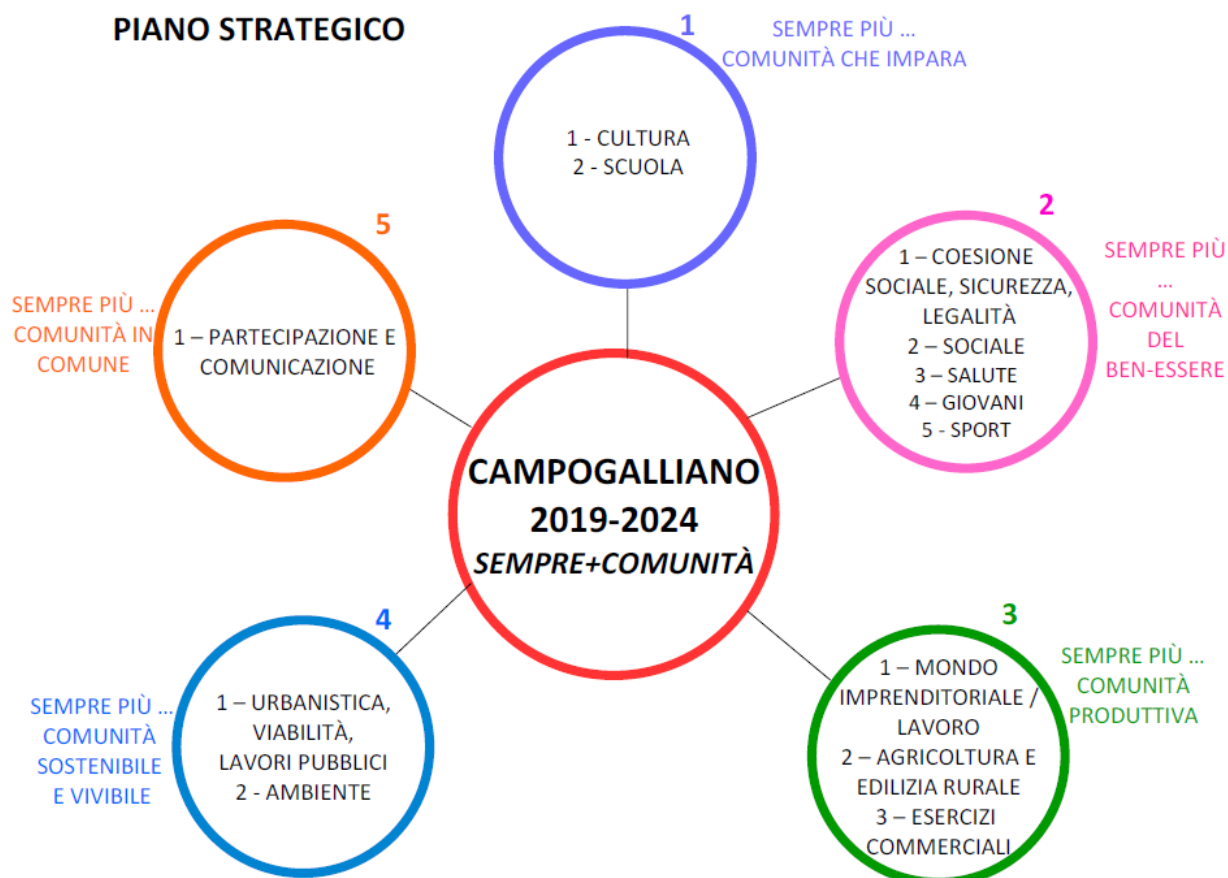 PIANO STRATEGICO
1
SEMPRE PIÙ ...
COMUNITÀ CHE IMPARA
1 - CULTURA
2 - SCUOLA
2
SEMPRE PIÙ
...
COMUNITÀ
DEL
BEN-ESSERE
1 – COESIONE
SOCIALE, SICUREZZA,
LEGALITÀ
2 – SOCIALE
3 – SALUTE
4 – GIOVANI
5 - SPORT
5
SEMPRE PIÙ ...
COMUNITÀ IN
COMUNE
1 – PARTECIPAZIONE E
COMUNICAZIONE
CAMPOGALLIANO
2019-2024
SEMPRE+COMUNITÀ
4
SEMPRE PIÙ ...
COMUNITÀ
SOSTENIBILE
E VIVIBILE
1 – URBANISTICA,
VIABILITÀ,
LAVORI PUBBLICI
2 - AMBIENTE
3
SEMPRE PIÙ ...
COMUNITÀ
PRODUTTIVA
1 – MONDO
IMPRENDITORIALE /
LAVORO
2 – AGRICOLTURA E
EDILIZIA RURALE
3 – ESERCIZI
COMMERCIALI